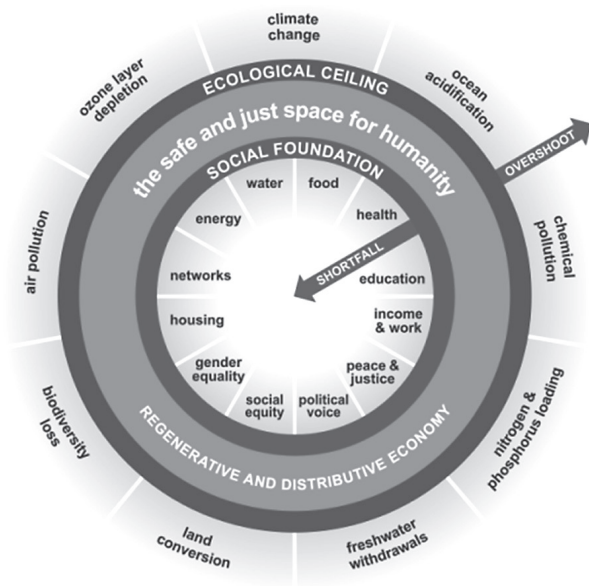 climate
change
ocean
acidification
chemical
pollution
nitrogen &
phosphorus loading
freshwater
withdrawals
land
conversion
biodiversity
loss
air pollution
ozone layer
depletion
ECOLOGICAL CEILING
the safe and just space for humanity
SOCIAL FOUNDATION
OVERSHOOT
SHORTFALL
water
food
health
education
income
& work
peace &
justice
political
voice
social
equity
gender
equality
housing
networks
energy
REGENERATIVE AND DISTRIBUTIVE ECONOMY